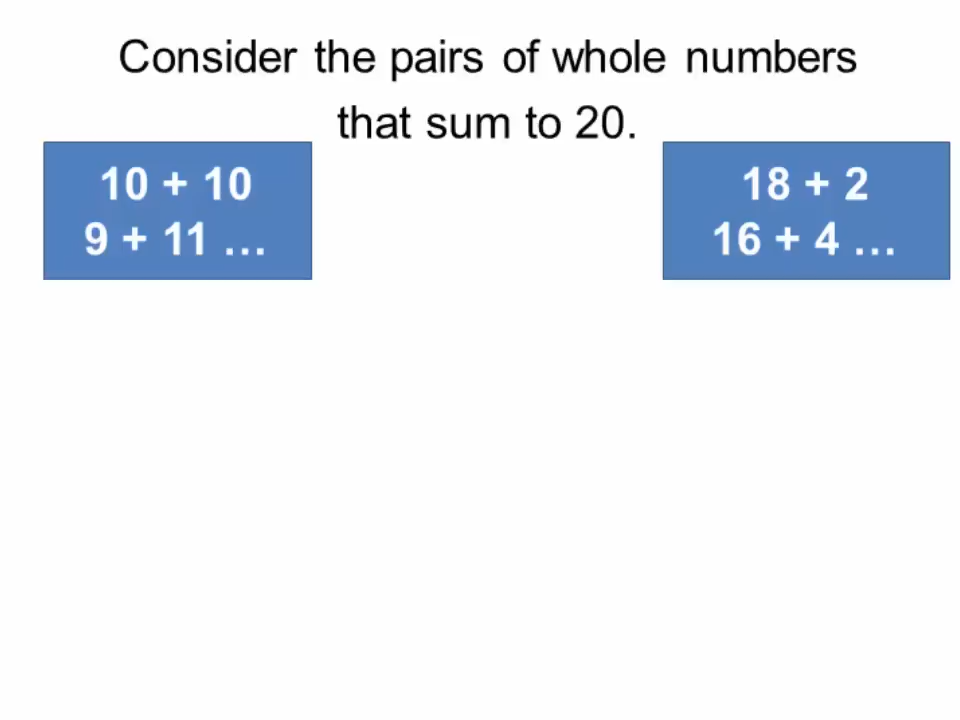 Consider the pairs of whole numbers
that sum to 20.
10 + 10
9 + 11 …
18 + 2
16 + 4 …